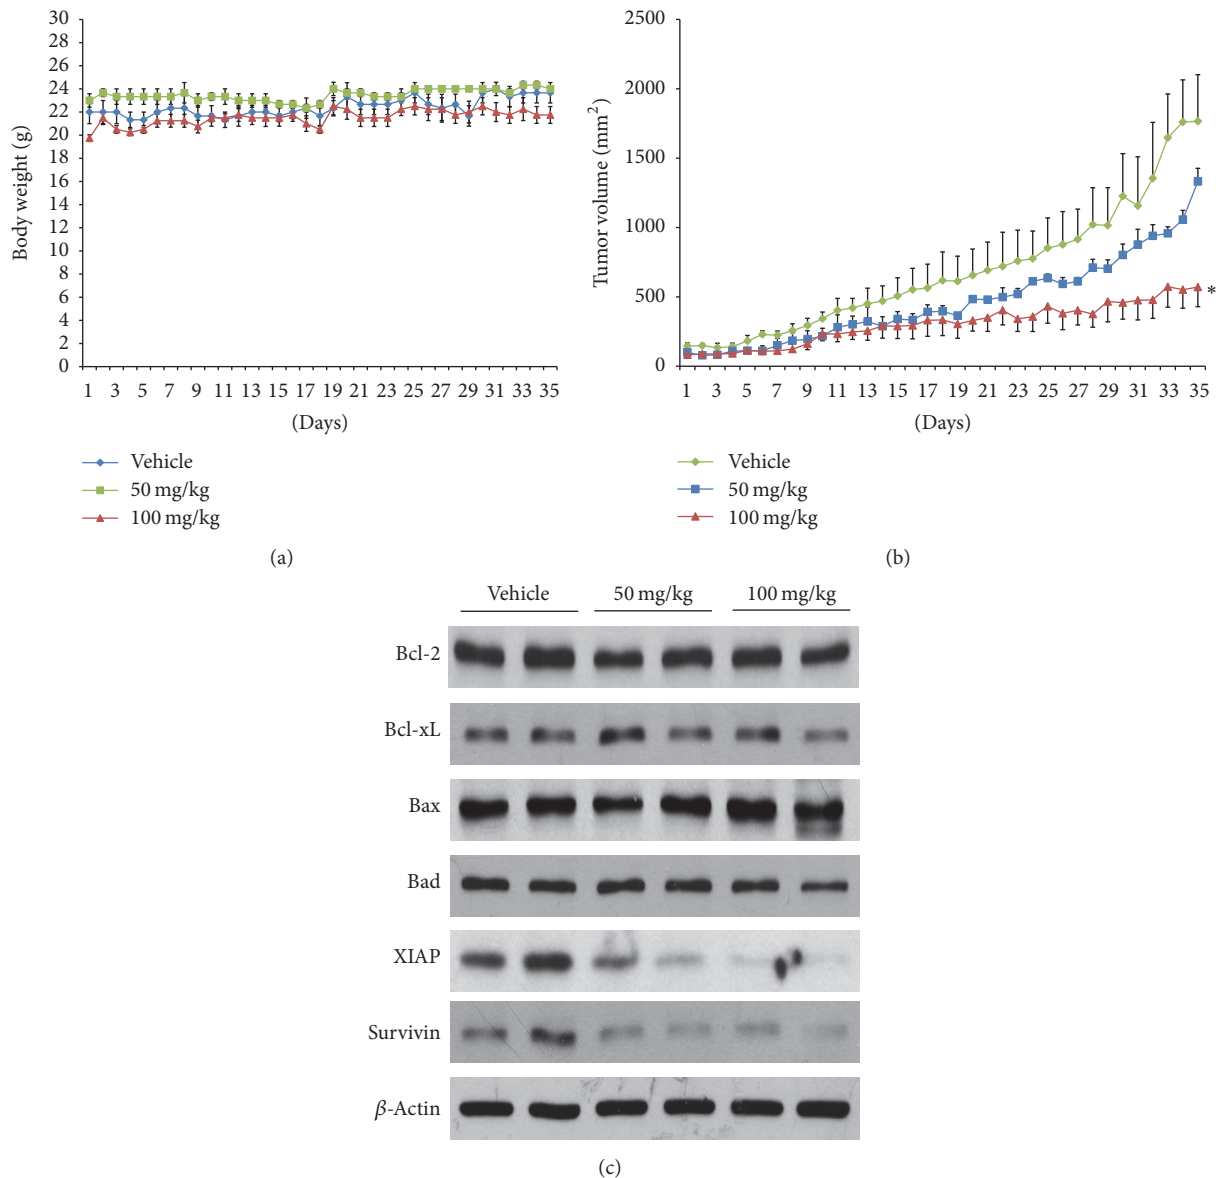 30
28
26
24
22
20
18
16
14
12
10
8
6
4
2
0
Body weight (g)
1 3 5 7 9 11 13 15 17 19 21 23 25 27 29 31 33 35
(Days)
Vehicle
50 mg/kg
100 mg/kg
(a)
2500
2000
1500
1000
500
0
Tumor volume (mm²)
*
1 3 5 7 9 11 13 15 17 19 21 23 25 27 29 31 33 35
(Days)
Vehicle
50 mg/kg
100 mg/kg
(b)
Vehicle 50 mg/kg 100 mg/kg
Bcl-2
Bcl-xL
Bax
Bad
XIAP
Survivin
β-Actin
(c)